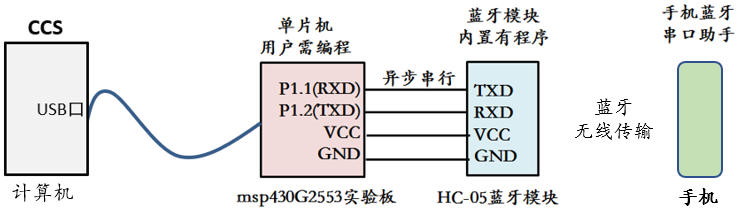 CCS
USB口
计算机
单片机
用户需编程
P1.1(RXD)
P1.2(TXD)
VCC
GND
msp430G2553实验板
异步串行
蓝牙模块
内置有程序
TXD
RXD
VCC
GND
HC-05蓝牙模块
蓝牙
无线传输
手机蓝牙
串口助手
手机